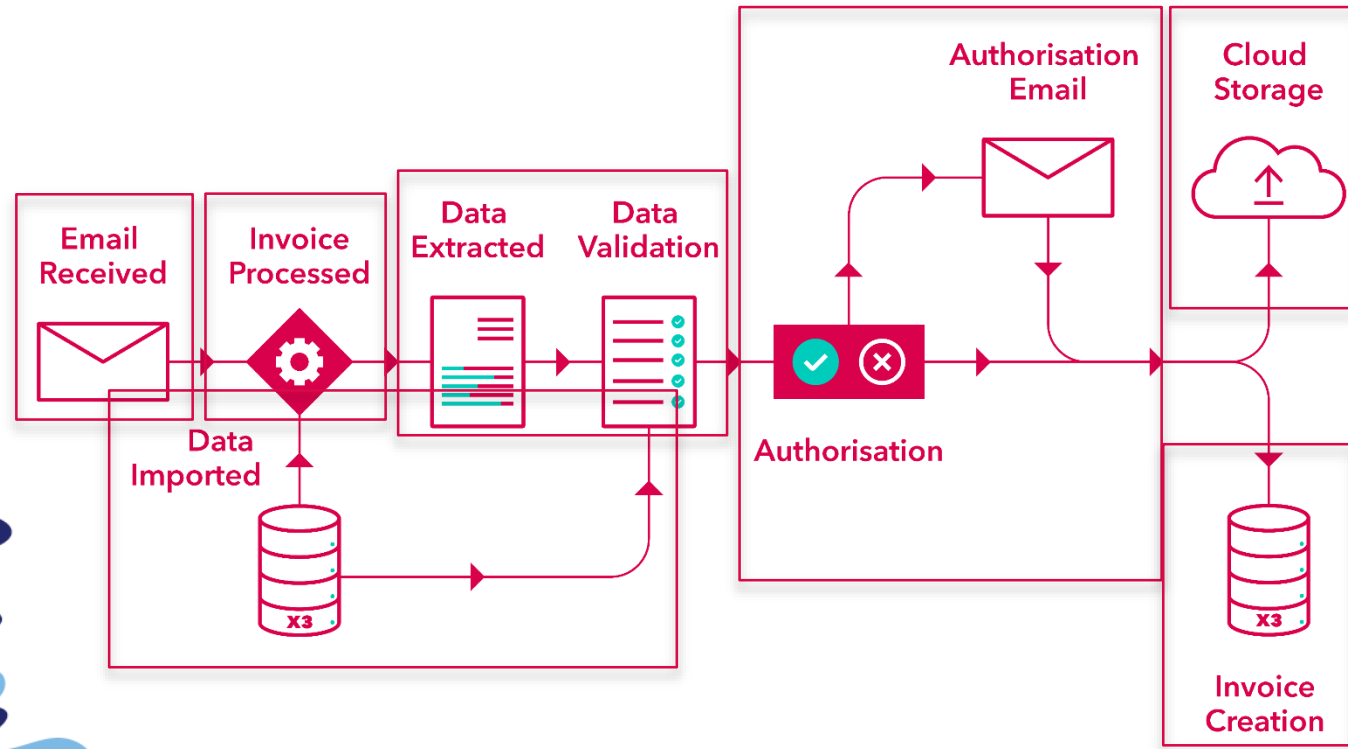 Authorisation
Email
Cloud
Storage
Email
Received
Invoice
Processed
Data
Extracted
Data
Validation
Data
Imported
Authorisation
X3
X3
Invoice
Creation